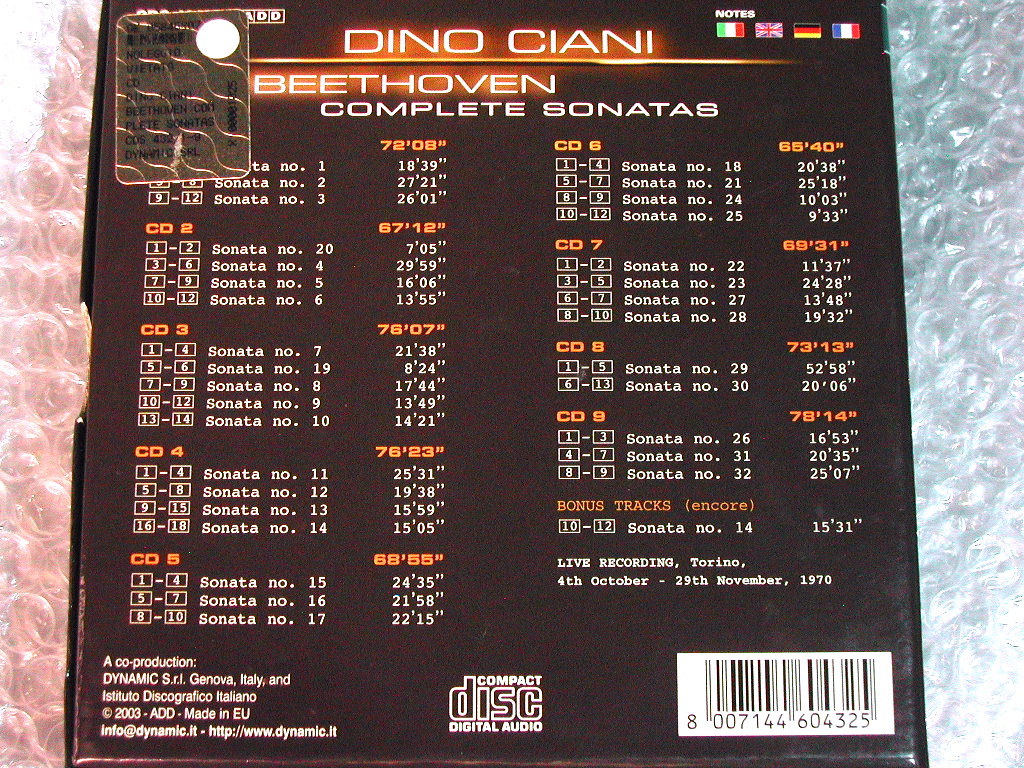 ADD
NOTES
DINO CIANI
BEETHOVEN
COMPLETE SONATAS
NOLEGGIO
VIETATO
CD
DINO CIANI
BEETHOVEN COM
PLETE SONATAS
DYNAMIC SRL
72'08"
Sonata no. 1 18'39"
Sonata no. 2 27'21"
9-12 Sonata no. 3 26'01"
CD 2 67'12"
1-2 Sonata no. 20 7'05"
3-6 Sonata no. 4 29'59"
7-9 Sonata no. 5 16'06"
10-12 Sonata no. 6 13'55"
CD 3 76'07"
1-4 Sonata no. 7 21'38"
5-6 Sonata no. 19 8'24"
7-9 Sonata no. 8 17'44"
10-12 Sonata no. 9 13'49"
13-14 Sonata no. 10 14'21"
CD 4 76'23"
1-4 Sonata no. 11 25'31"
5-8 Sonata no. 12 19'38"
9-15 Sonata no. 13 15'59"
16-18 Sonata no. 14 15'05"
CD 5 68'55"
1-4 Sonata no. 15 24'35"
5-7 Sonata no. 16 21'58"
8-10 Sonata no. 17 22'15"
CD 6 65'40"
1-4 Sonata no. 18 20'38"
5-7 Sonata no. 21 25'18"
8-9 Sonata no. 24 10'03"
10-12 Sonata no. 25 9'33"
CD 7 69'31"
1-2 Sonata no. 22 11'37"
3-5 Sonata no. 23 24'28"
6-7 Sonata no. 27 13'48"
8-10 Sonata no. 28 19'32"
CD 8 73'13"
1-5 Sonata no. 29 52'58"
6-13 Sonata no. 30 20'06"
CD 9 78'14"
1-3 Sonata no. 26 16'53"
4-7 Sonata no. 31 20'35"
8-9 Sonata no. 32 25'07"
BONUS TRACKS (encore)
10-12 Sonata no. 14 15'31"
LIVE RECORDING, Torino,
4th October - 29th November, 1970
A co-production:
DYNAMIC S.r.l. Genova, Italy, and
Istituto Discografico Italiano
© 2003 - ADD - Made in EU
info@dynamic.it - http://www.dynamic.it
COMPACT
disc
DIGITAL AUDIO
8 007144 604325